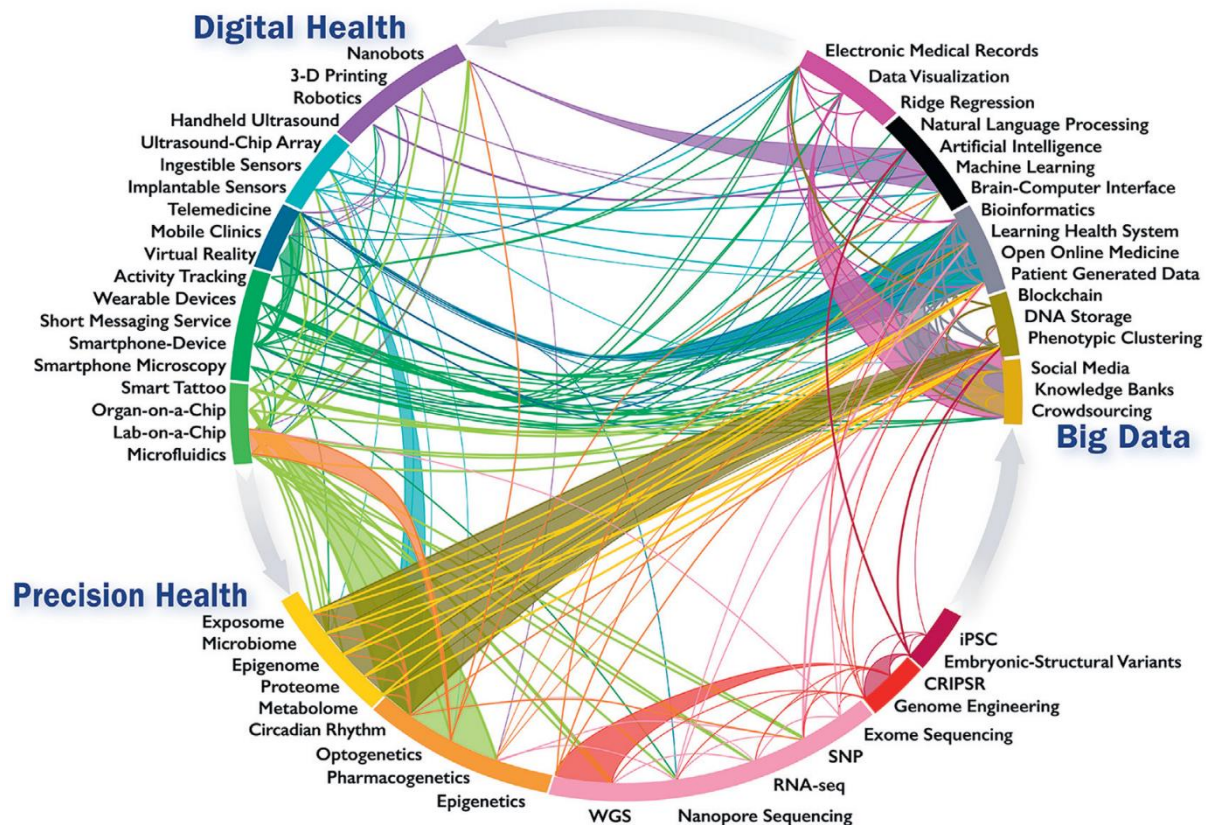 Digital Health
Nanobots
3-D Printing
Robotics
Handheld Ultrasound
Ultrasound-Chip Array
Ingestible Sensors
Implantable Sensors
Telemedicine
Mobile Clinics
Virtual Reality
Activity Tracking
Wearable Devices
Short Messaging Service
Smartphone-Device
Smartphone Microscopy
Smart Tattoo
Organ-on-a-Chip
Lab-on-a-Chip
Microfluidics
Electronic Medical Records
Data Visualization
Ridge Regression
Natural Language Processing
Artificial Intelligence
Machine Learning
Brain-Computer Interface
Bioinformatics
Learning Health System
Open Online Medicine
Patient Generated Data
Blockchain
DNA Storage
Phenotypic Clustering
Social Media
Knowledge Banks
Crowdsourcing
Big Data
Precision Health
Exposome
Microbiome
Epigenome
Proteome
Metabolome
Circadian Rhythm
Optogenetics
Pharmacogenetics
Epigenetics
WGS
Nanopore Sequencing
RNA-seq
SNP
Exome Sequencing
Genome Engineering
CRIPSR
Embryonic-Structural Variants
iPSC